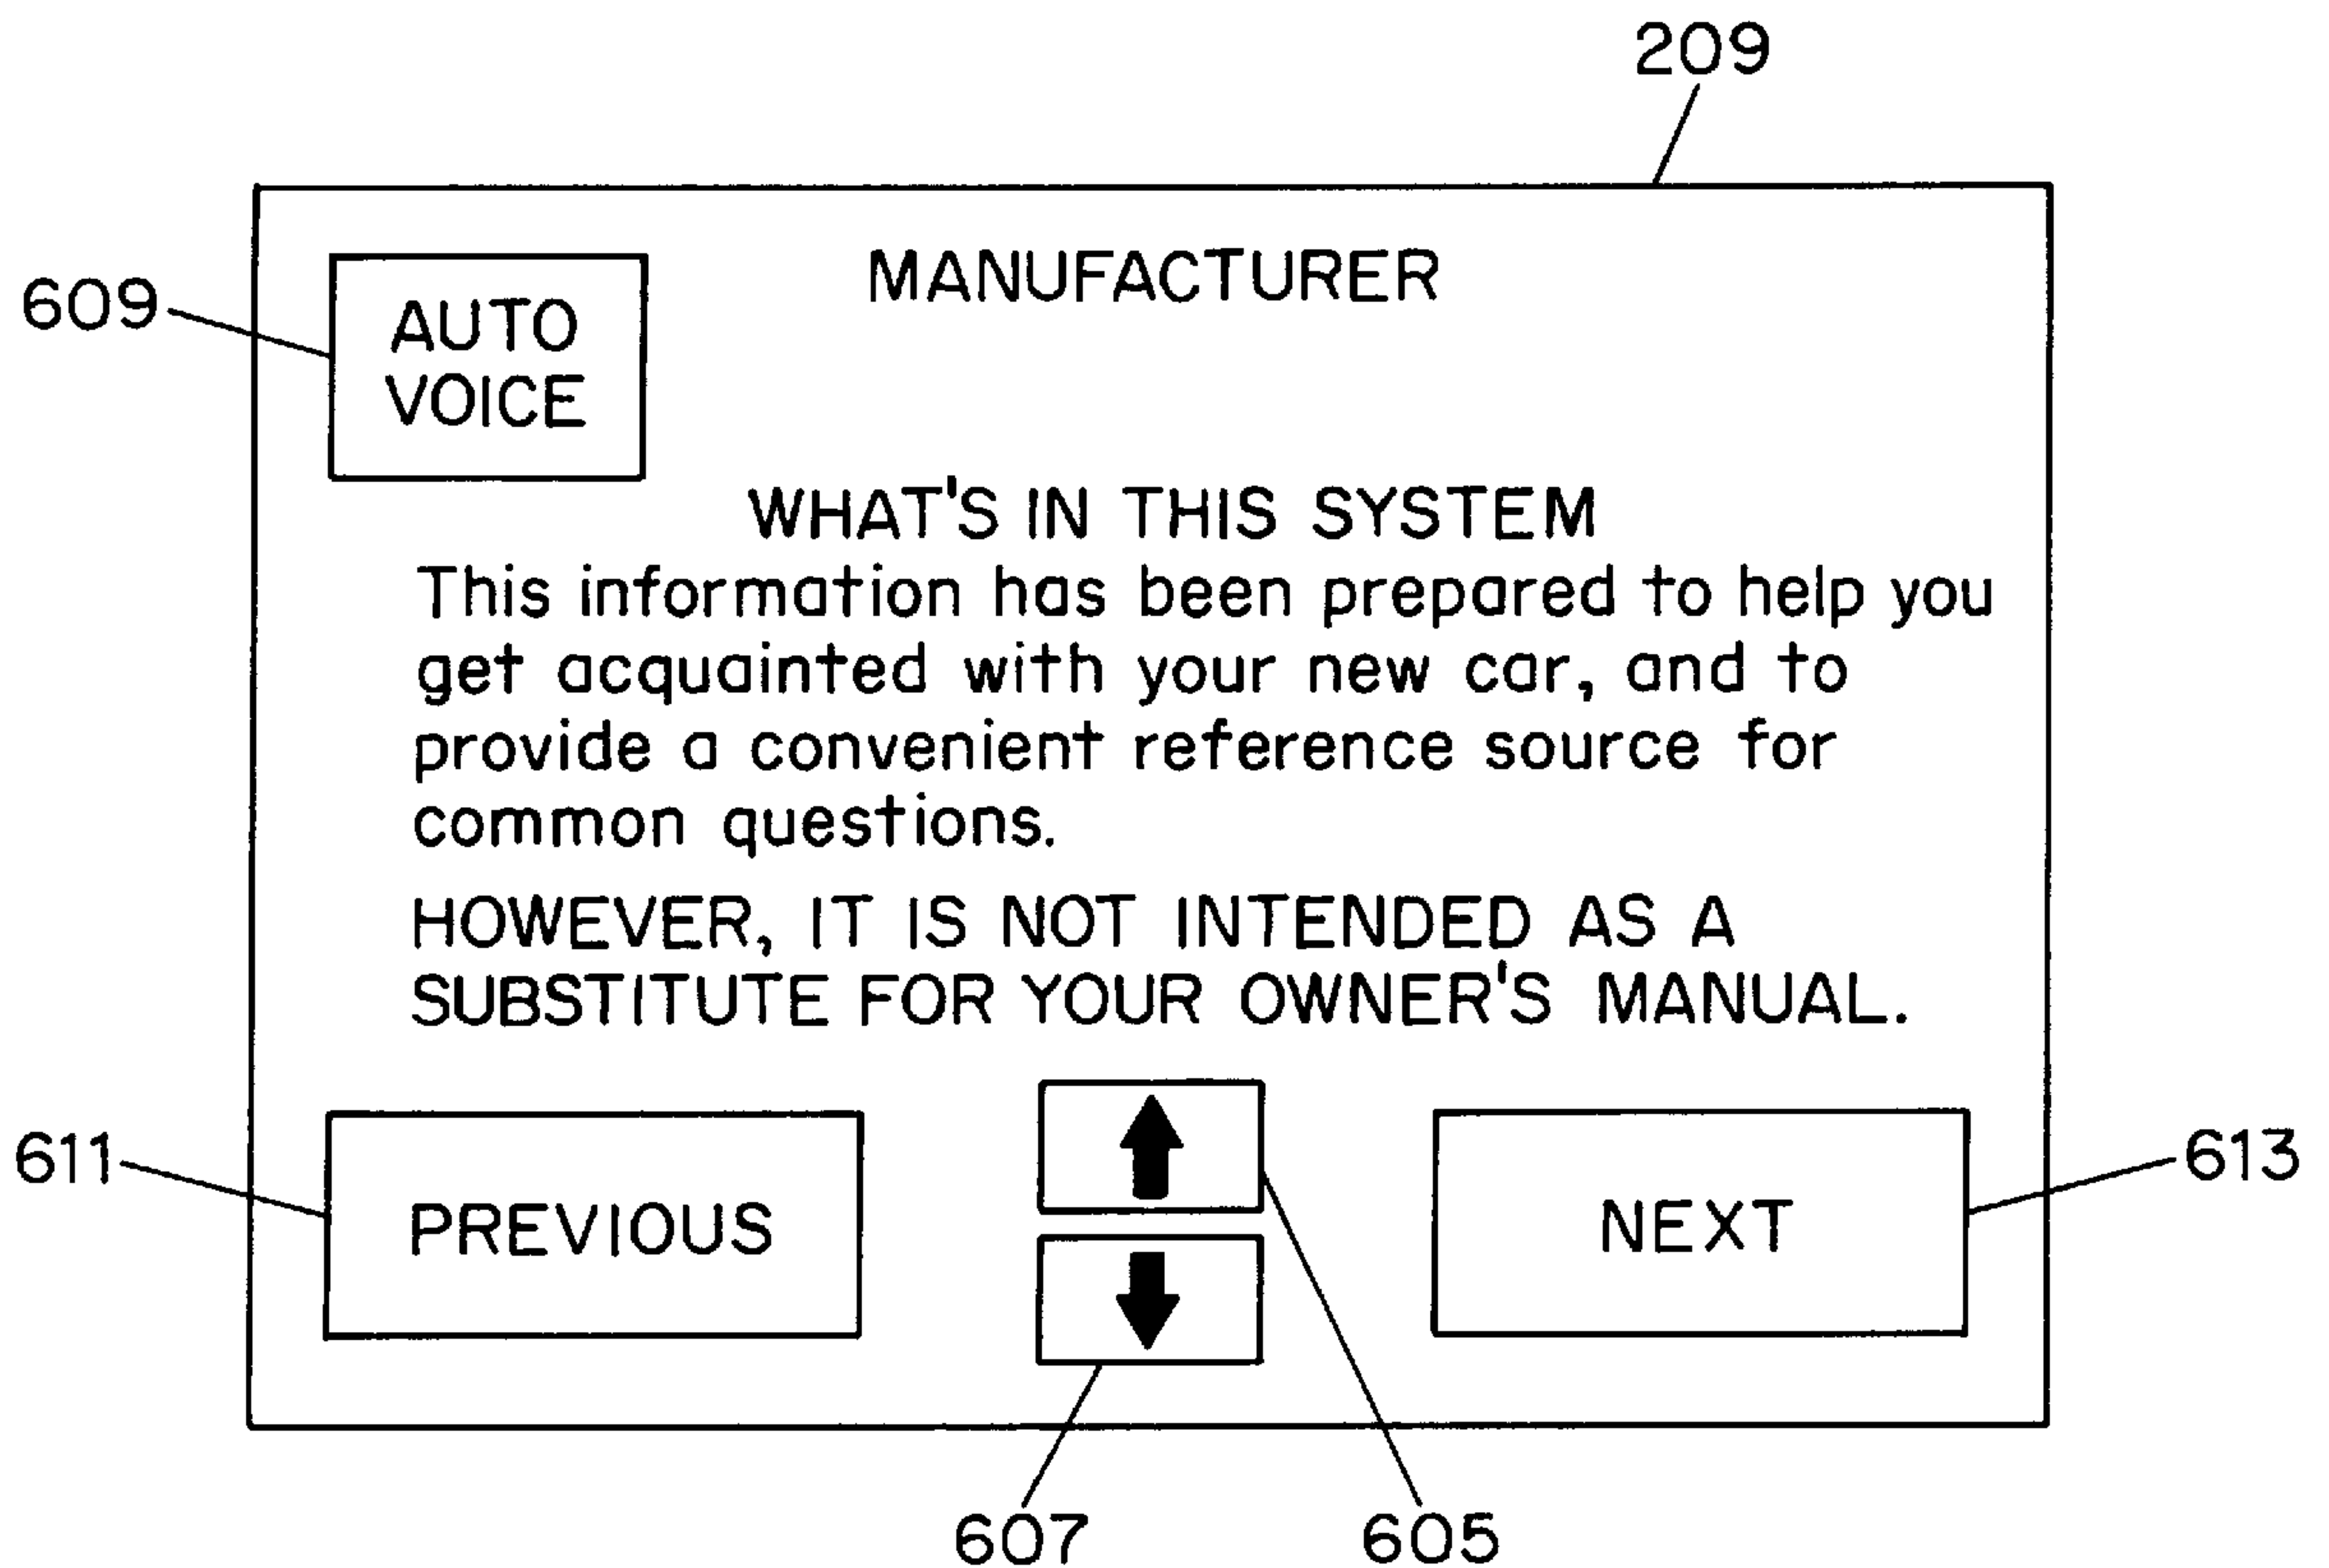 209
MANUFACTURER
609
AUTO
VOICE
WHAT'S IN THIS SYSTEM
This information has been prepared to help you
get acquainted with your new car, and to
provide a convenient reference source for
common questions.
HOWEVER, IT IS NOT INTENDED AS A
SUBSTITUTE FOR YOUR OWNER'S MANUAL.
611
PREVIOUS
NEXT
613
607
605